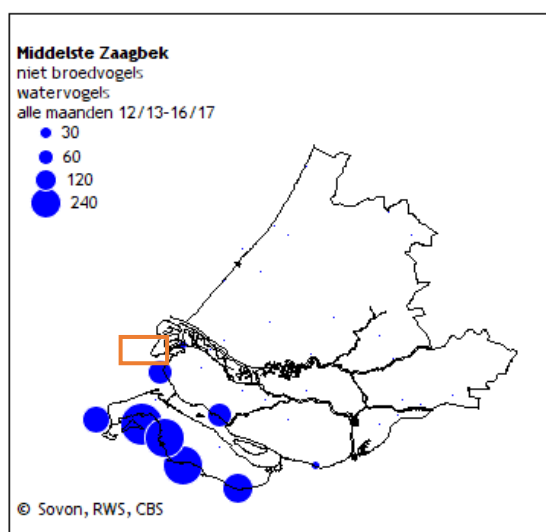 Middelste Zaagbek
niet broedvogels
watervogels
alle maanden 12/13-16/17
30
60
120
240
© Sovon, RWS, CBS